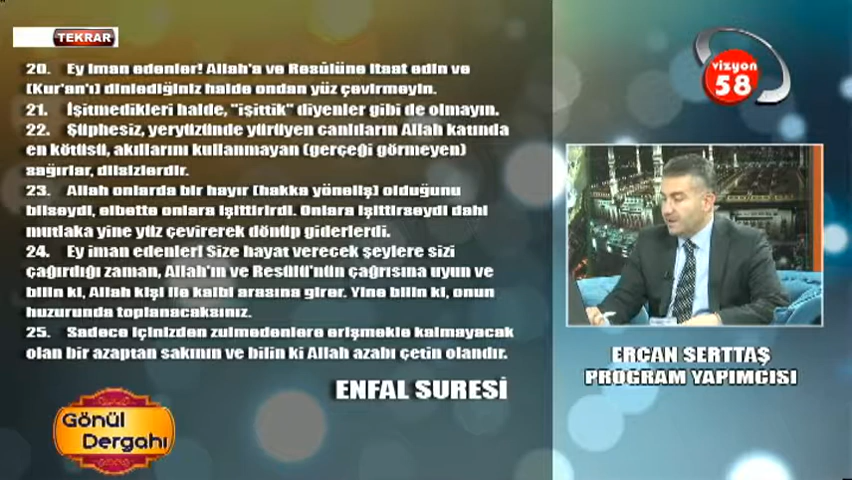 TEKRAR
20. Ey iman edenler! Allah'a ve Resûlüne itaat edin ve
(Kur'an'ı) dinlediğiniz halde ondan yüz çevirmeyin.
21. İşitmedikleri halde, "işittik" diyenler gibi de olmayın.
22. Şüphesiz, yeryüzünde yürüyen canlıların Allah katında
en kötüsü, akıllarını kullanmayan (gerçeği görmeyen)
sağırlar, dilsizlerdir.
23. Allah onlarda bir hayır (hakka yöneliş) olduğunu
bilseydi, elbette onlara işittirirdi. Onlara işittirseydi dahi
mutlaka yine yüz çevirerek dönüp giderlerdi.
24. Ey iman edenler! Size hayat verecek şeylere sizi
çağırdığı zaman, Allah'ın ve Resûlü'nün çağrısına uyun ve
bilin ki, Allah kişi ile kalbi arasına girer. Yine bilin ki, onun
huzurunda toplanacaksınız.
25. Sadece içinizden zulmedenlere erişmekle kalmayacak
olan bir azaptan sakının ve bilin ki Allah azabı çetin olandır.
ENFAL SURESİ
Gönül
Dergahı
vizyon
58
ERCAN SERTTAŞ
PROGRAM YAPIMCISI